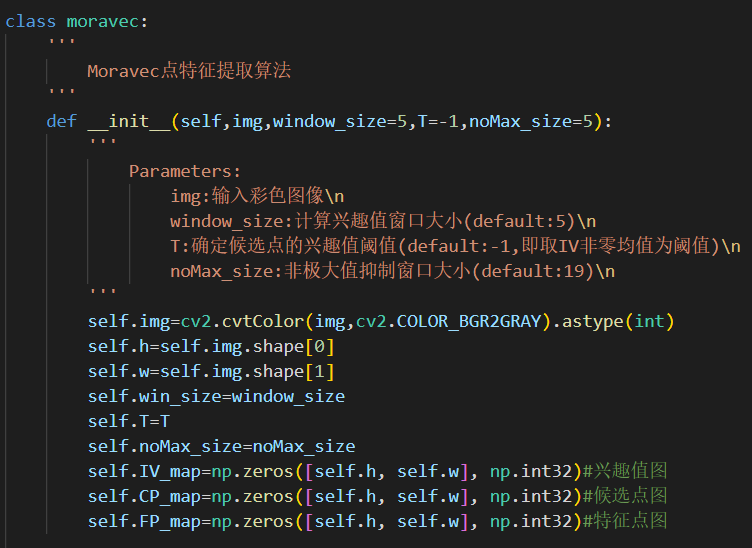 class moravec:
    '''
        Moravec点特征提取算法
    '''
    def __init__(self,img,window_size=5,T=-1,noMax_size=5):
        '''
            Parameters:
                img:输入彩色图像\n
                window_size:计算兴趣值窗口大小(default:5)\n
                T:确定候选点的兴趣值阈值(default:-1,即取IV非零均值为阈值)\n
                noMax_size:非极大值抑制窗口大小(default:19)\n
        '''
        self.img=cv2.cvtColor(img,cv2.COLOR_BGR2GRAY).astype(int)
        self.h=self.img.shape[0]
        self.w=self.img.shape[1]
        self.win_size=window_size
        self.T=T
        self.noMax_size=noMax_size
        self.IV_map=np.zeros([self.h, self.w], np.int32)#兴趣值图
        self.CP_map=np.zeros([self.h, self.w], np.int32)#候选点图
        self.FP_map=np.zeros([self.h, self.w], np.int32)#特征点图